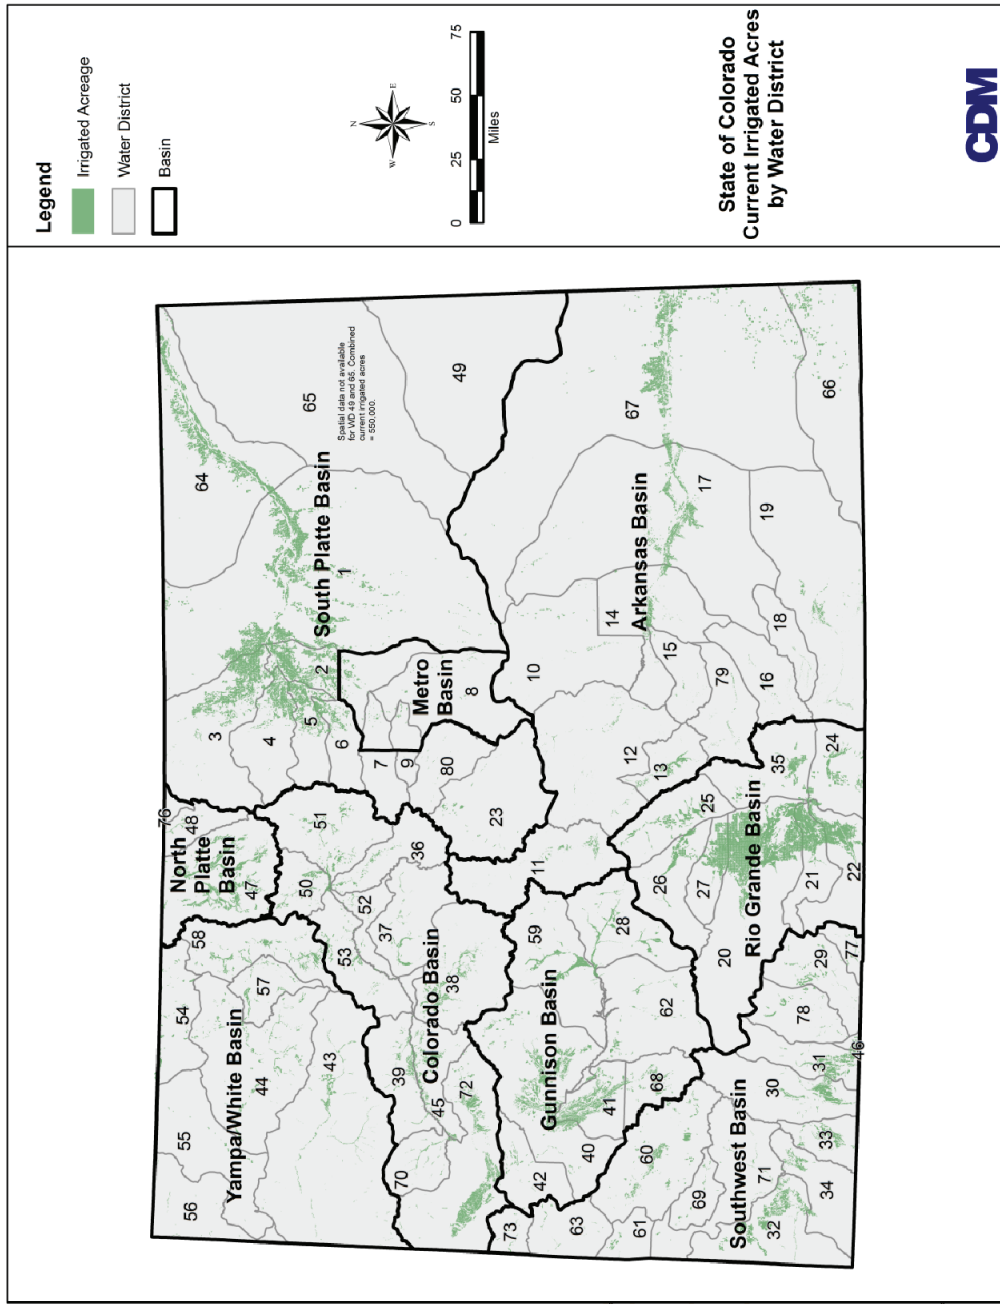 Legend
Irrigated Acreage
Water District
Basin
N
W
E
S
0
25
50
75
Miles
State of Colorado
Current Irrigated Acres
by Water District
CDM
56
55
54
58
76
48
North
Platte
Basin
47
3
64
65
Spatial data not available
for WD 49 and 65. Combined
current irrigated acres
= 550,000.
49
South Platte Basin
1
2
4
5
6
7
9
8
Metro
Basin
80
23
Yampa/White Basin
44
57
43
51
50
52
53
37
36
Colorado Basin
38
39
45
72
70
73
42
63
61
Gunnison Basin
59
28
62
41
40
68
60
69
Southwest Basin
71
32
34
33
30
31
46
78
29
77
11
10
12
13
14
Arkansas Basin
15
79
16
18
19
17
67
66
Rio Grande Basin
20
26
27
25
35
24
21
22